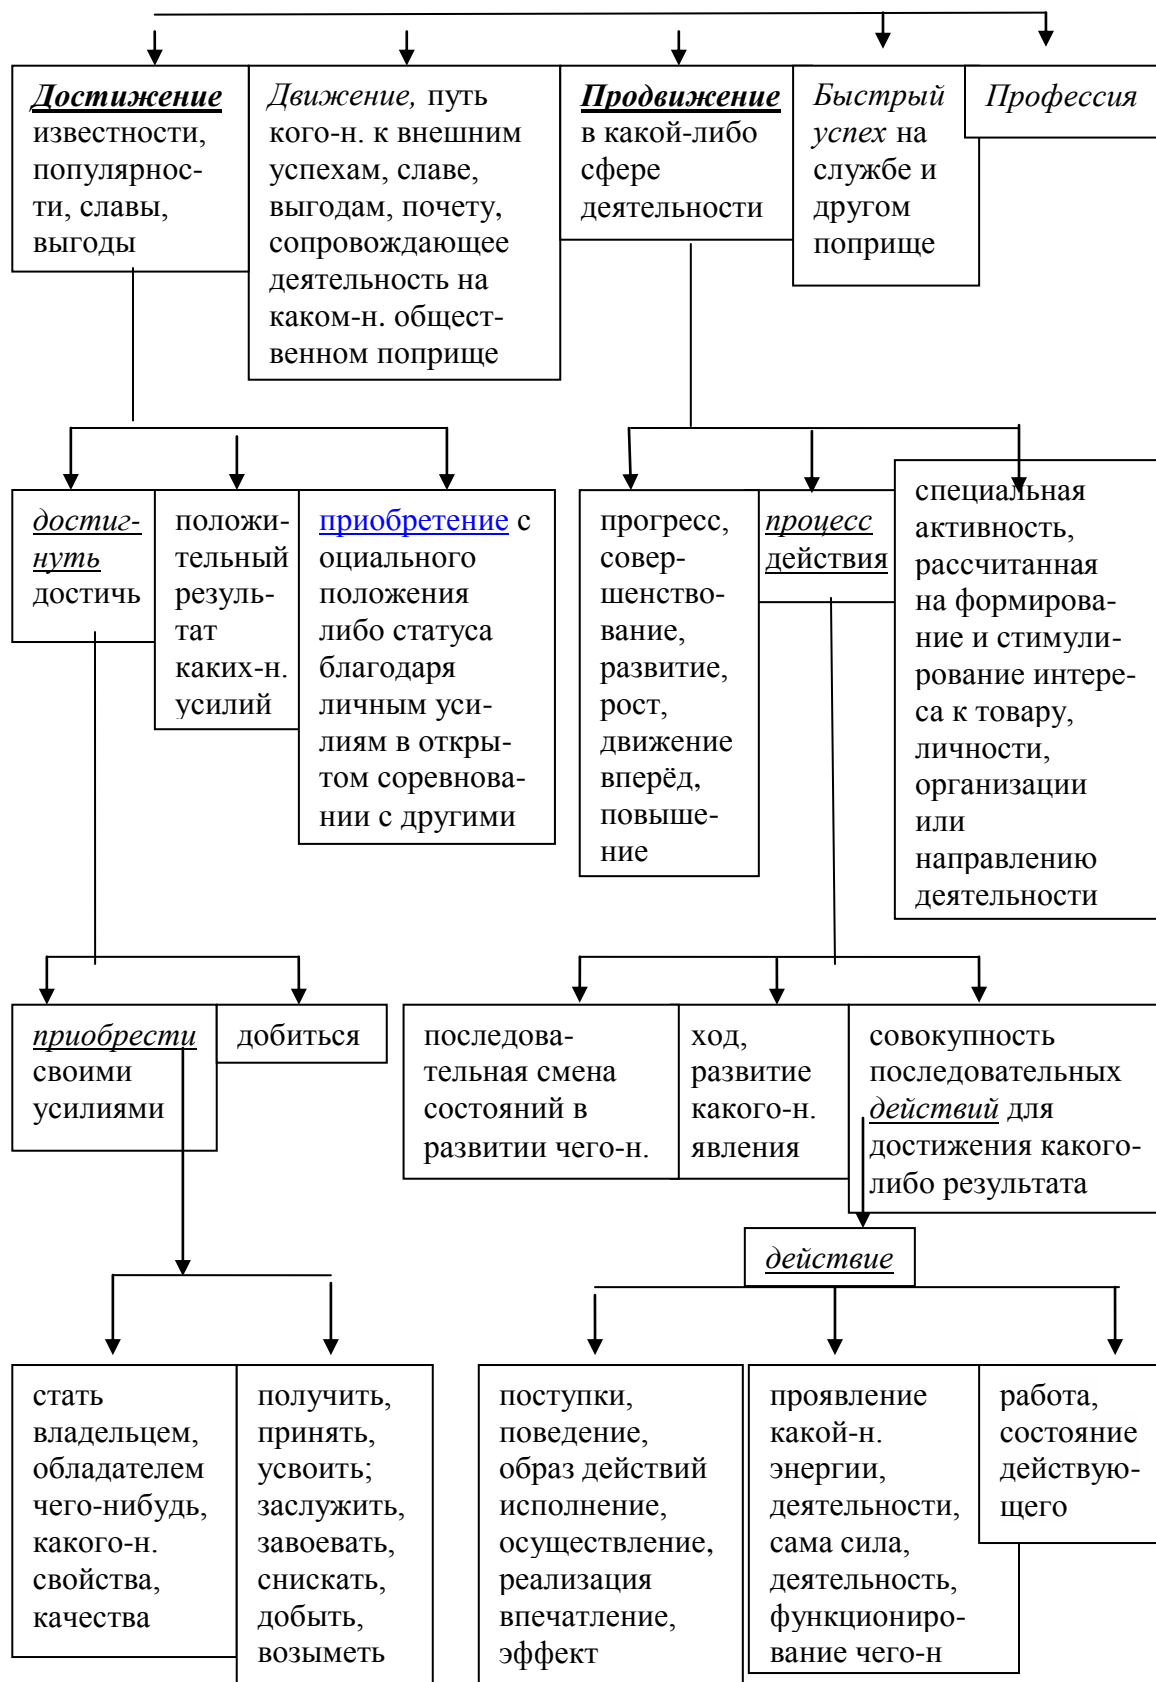 Достижение
известности,
популярнос-
ти, славы,
выгоды
Движение, путь
кого-н. к внешним
успехам, славе,
выгодам, почету,
сопровождающее
деятельность на
каком-н. общест-
венном поприще
Продвижение
в какой-либо
сфере
деятельности
Быстрый
успех на
службе и
другом
поприще
Профессия
достиг-
нуть
достичь
положи-
тельный
резуль-
тат
каких-н.
усилий
приобретение с
оциального
положения
либо статуса
благодаря
личным уси-
лиям в откры-
том соревнова-
нии с другими
прогресс,
совер-
шенство-
вание,
развитие,
рост,
движение
вперёд,
повыше-
ние
процесс
действия
специальная
активность,
рассчитанная
на формирова-
ние и стимули-
рование интере-
са к товару,
личности,
организации
или
направлению
деятельности
приобрести
своими
усилиями
добиться
последова-
тельная смена
состояний в
развитии чего-н.
ход,
развитие
какого-н.
явления
совокупность
последовательных
действий для
достижения какого-
либо результата
действие
стать
владельцем,
обладателем
чего-нибудь,
какого-н.
свойства,
качества
получить,
принять,
усвоить;
заслужить,
завоевать,
снискать,
добыть,
возыметь
поступки,
поведение,
образ действий
исполнение,
осуществление,
реализация
впечатление,
эффект
проявление
какой-н.
энергии,
деятельности,
сама сила,
деятельность,
функциониро-
вание чего-н
работа,
состояние
действую-
щего